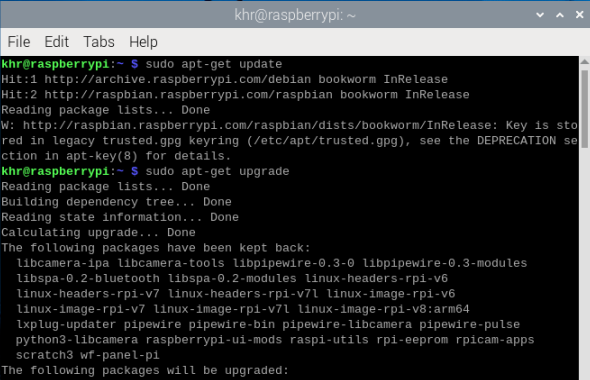 khr@raspberrypi: ~
File Edit Tabs Help
khr@raspberrypi:~ $ sudo apt-get update
Hit:1 http://archive.raspberrypi.com/debian bookworm InRelease
Hit:2 http://raspbian.raspberrypi.com/raspbian bookworm InRelease
Reading package lists... Done
W: http://raspbian.raspberrypi.com/raspbian/dists/bookworm/InRelease: Key is sto
red in legacy trusted.gpg keyring (/etc/apt/trusted.gpg), see the DEPRECATION se
ction in apt-key(8) for details.
khr@raspberrypi:~ $ sudo apt-get upgrade
Reading package lists... Done
Building dependency tree... Done
Reading state information... Done
Calculating upgrade... Done
The following packages have been kept back:
  libcamera-ipa libcamera-tools libpipewire-0.3-0 libpipewire-0.3-modules
  libspa-0.2-bluetooth libspa-0.2-modules linux-headers-rpi-v6
  linux-headers-rpi-v7 linux-headers-rpi-v7l linux-image-rpi-v6
  linux-image-rpi-v7 linux-image-rpi-v7l linux-image-rpi-v8:arm64
  lxplug-updater pipewire pipewire-bin pipewire-libcamera pipewire-pulse
  python3-libcamera raspberrypi-ui-mods raspi-utils rpi-eeprom rpicam-apps
  scratch3 wf-panel-pi
The following packages will be upgraded: